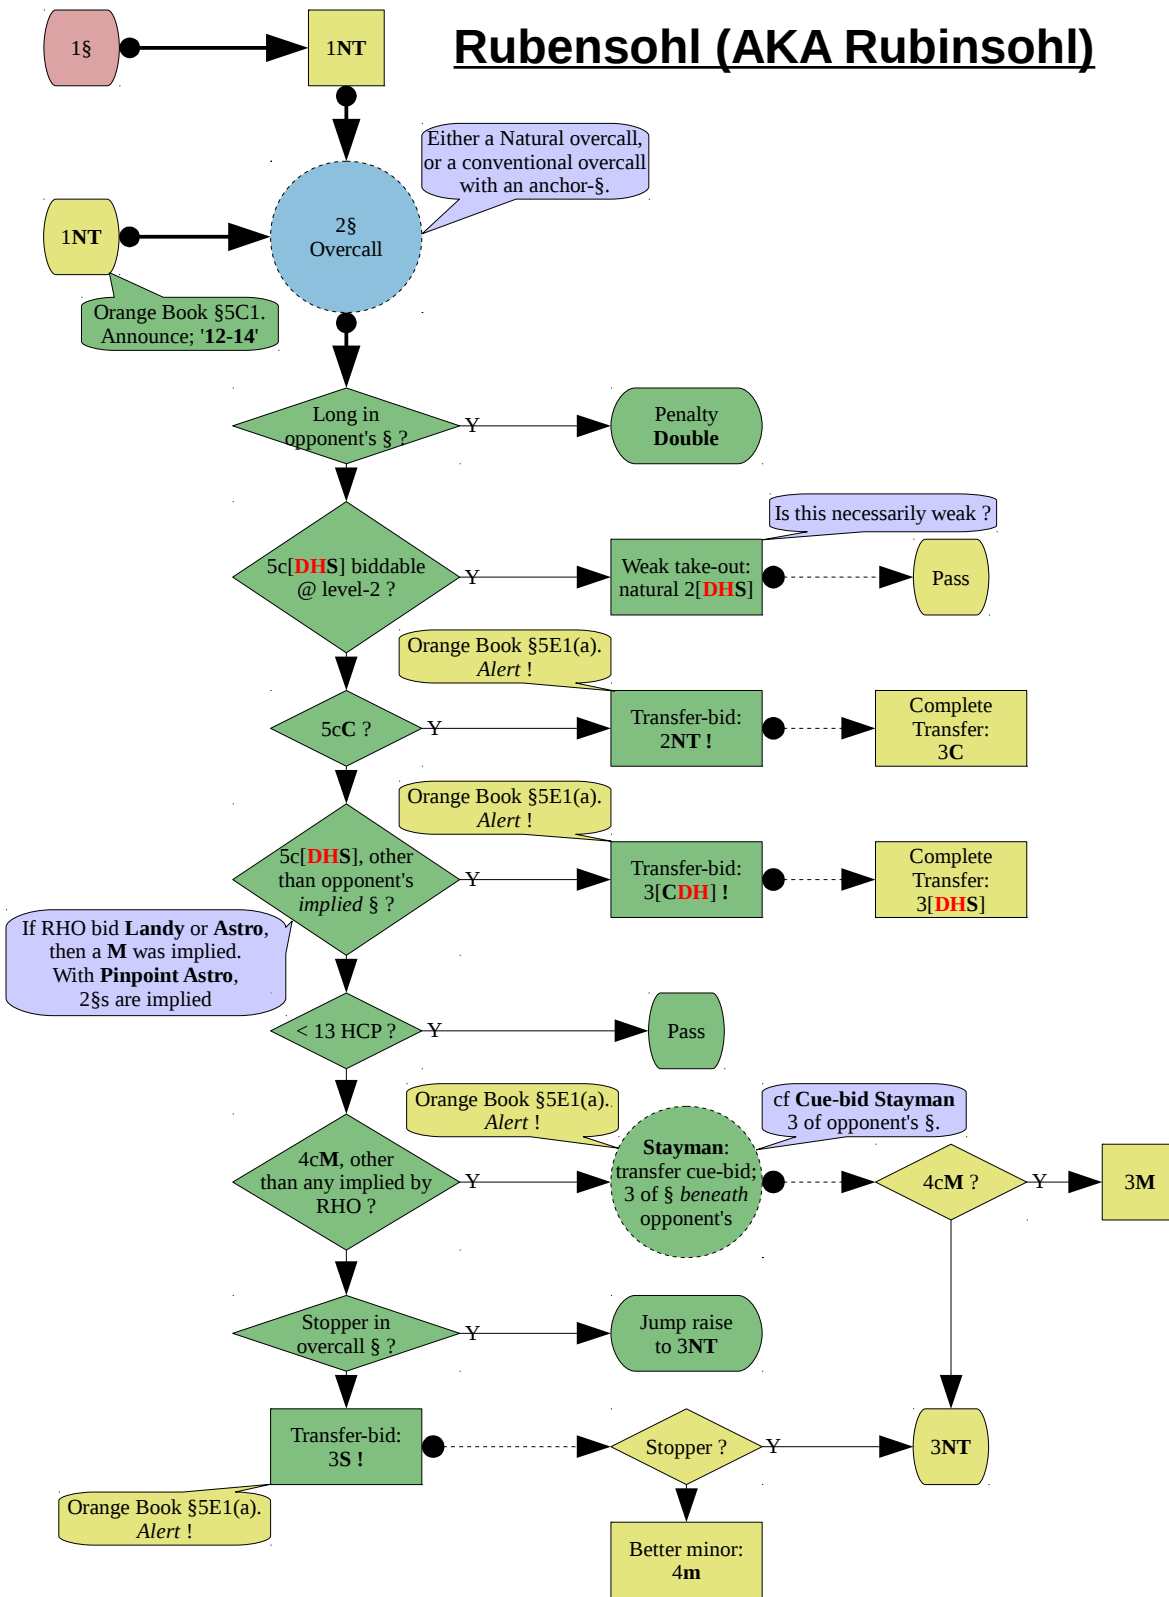 Rubensohl (AKA Rubinsohl)
1§
1NT
Either a Natural overcall,
or a conventional overcall
with an anchor-§.
1NT
2§
Overcall
Orange Book §5C1.
Announce; '12-14'
Long in
opponent's § ?
Y
Penalty
Double
Is this necessarily weak ?
5c[DHS] biddable
@ level-2 ?
Y
Weak take-out:
natural 2[DHS]
Pass
Orange Book §5E1(a).
Alert !
5cC ?
Y
Transfer-bid:
2NT !
Complete
Transfer:
3C
Orange Book §5E1(a).
Alert !
5c[DHS], other
than opponent's
implied § ?
Y
Transfer-bid:
3[CDH] !
Complete
Transfer:
3[DHS]
If RHO bid Landy or Astro,
then a M was implied.
With Pinpoint Astro,
2§s are implied
< 13 HCP ?
Y
Pass
Orange Book §5E1(a).
Alert !
cf Cue-bid Stayman
3 of opponent's §.
4cM, other
than any implied by
RHO ?
Y
Stayman:
transfer cue-bid;
3 of § beneath
opponent's
4cM ?
Y
3M
Stopper in
overcall § ?
Y
Jump raise
to 3NT
Transfer-bid:
3S !
Stopper ?
Y
3NT
Orange Book §5E1(a).
Alert !
Better minor:
4m